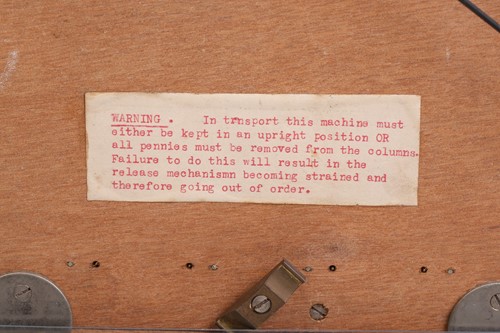 WARNING .     In trnsport this machine must
either be kept in an upright position OR
all pennies must be removed from the columns.
Failure to do this will result in the
release mechanismn becoming strained and
therefore going out of order.